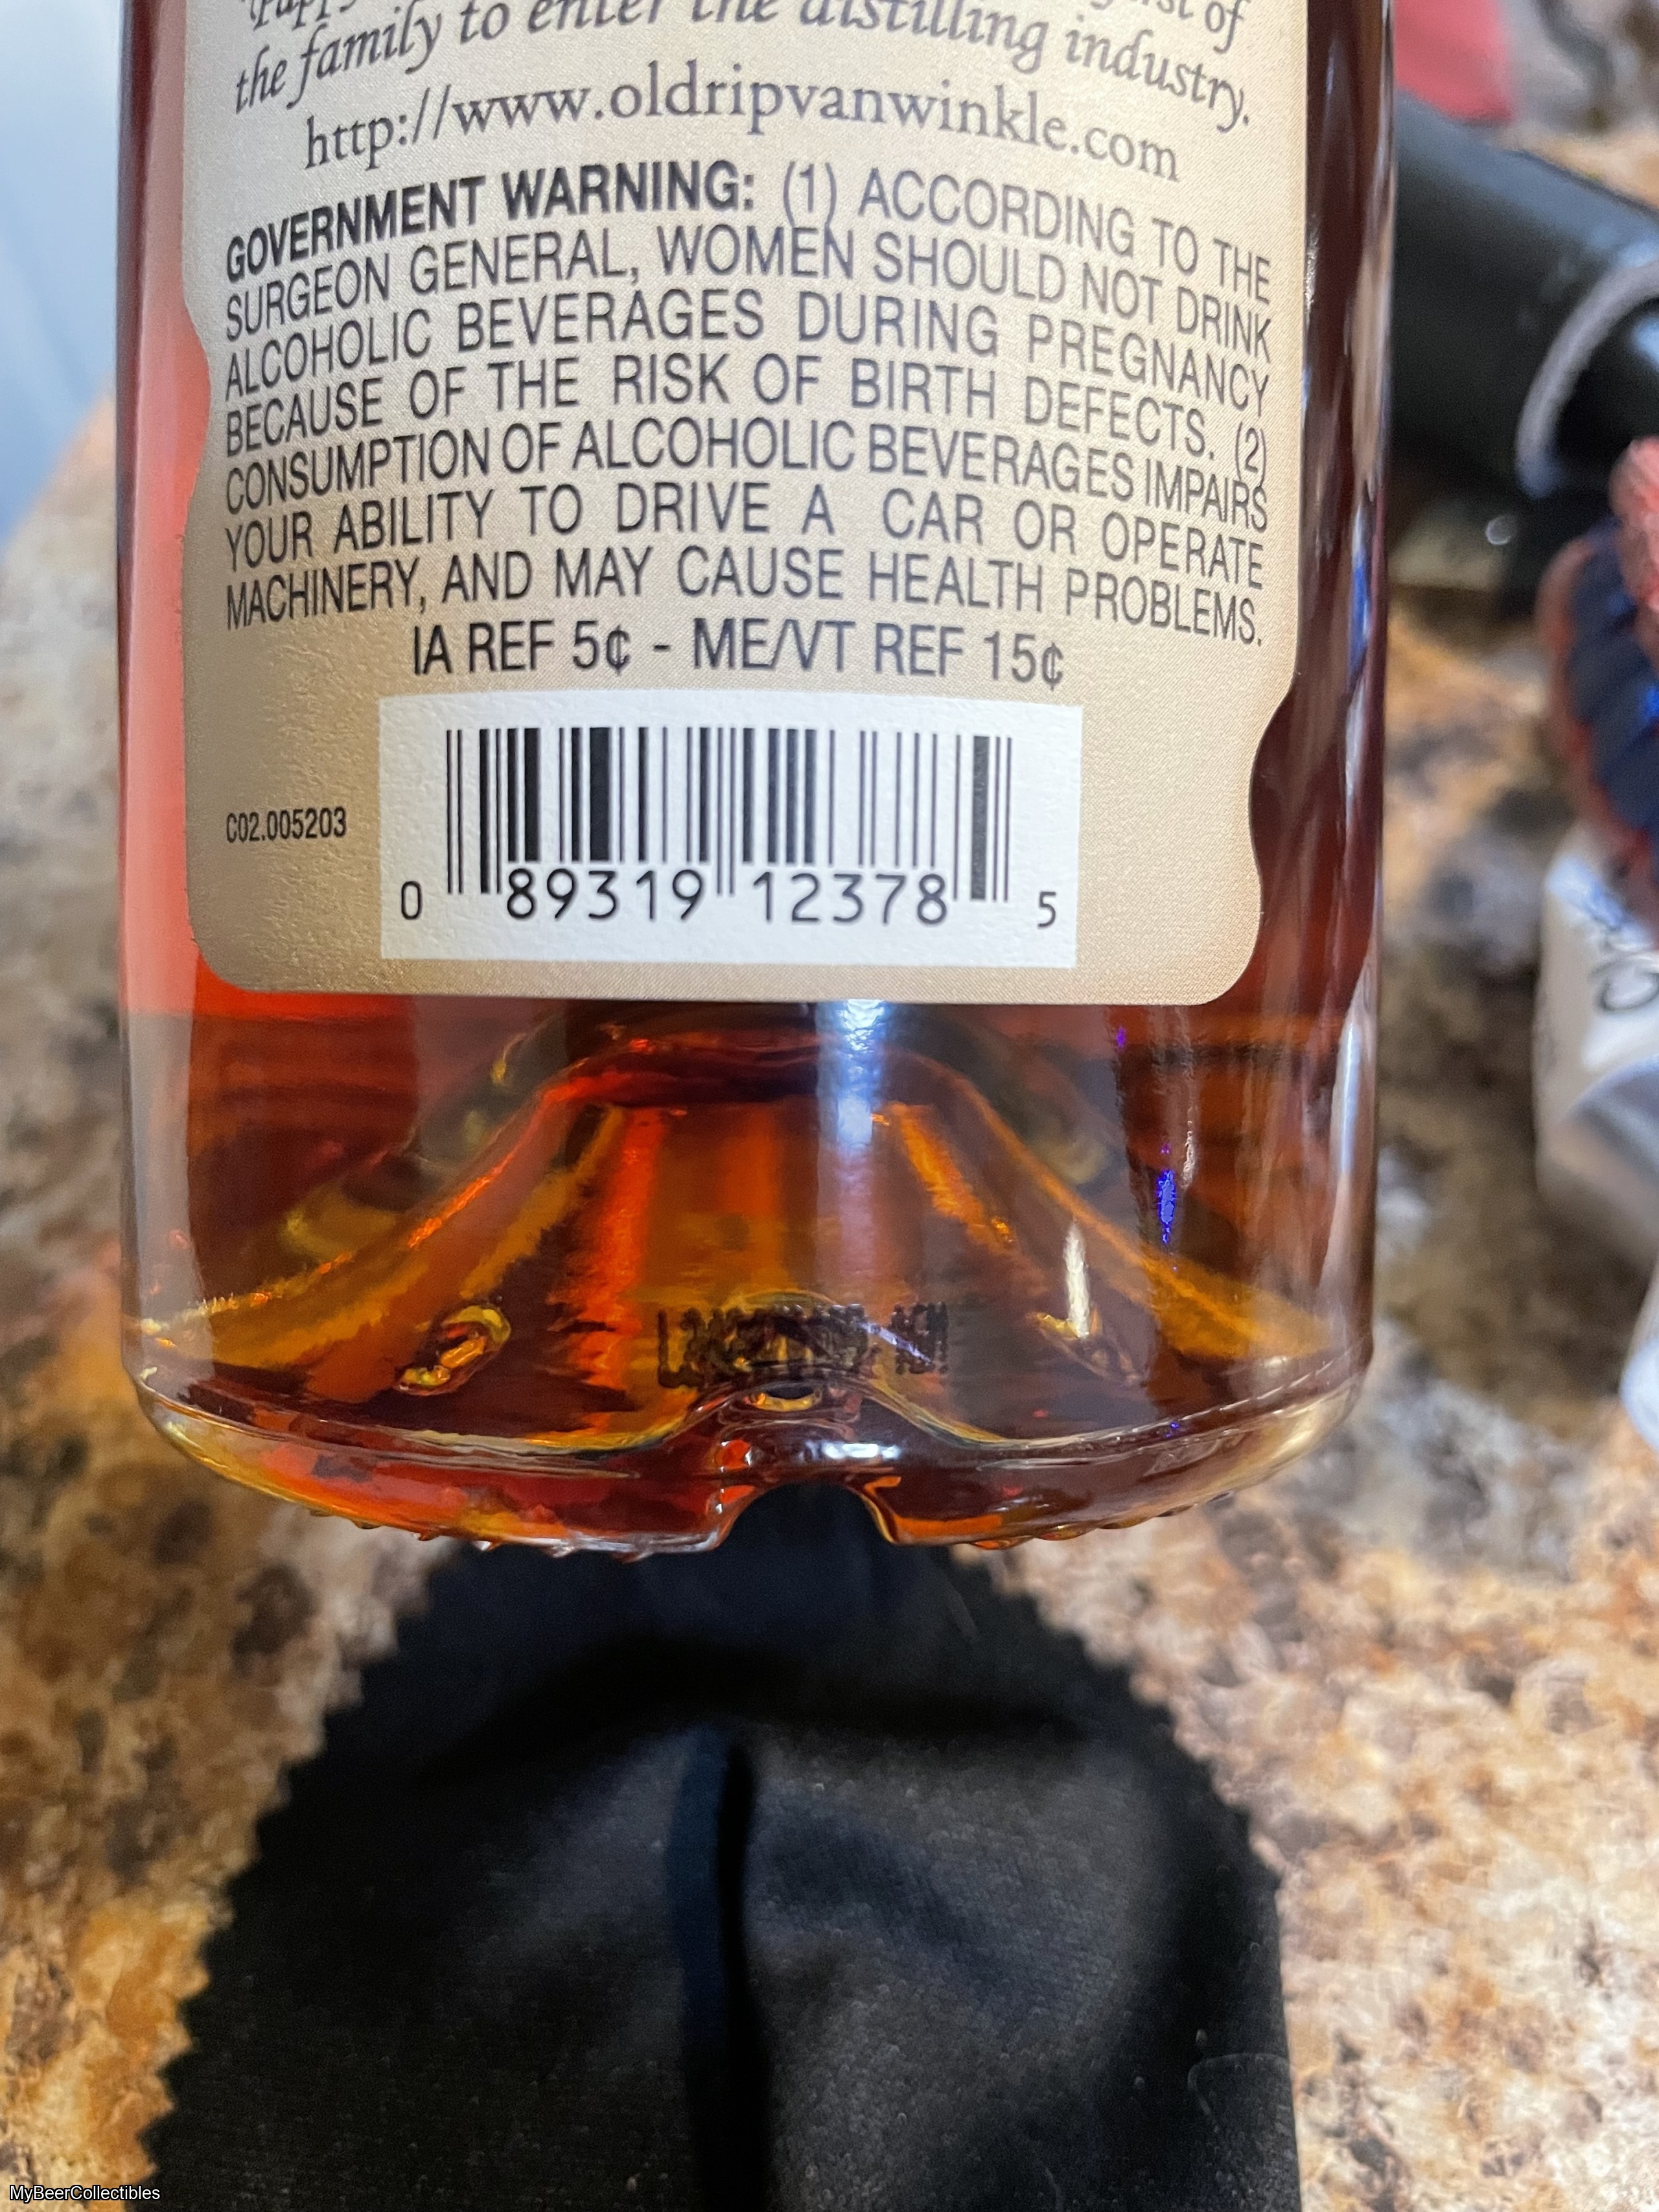 of
the family to enter the distilling industry.
http://www.oldripvanwinkle.com
GOVERNMENT WARNING: (1) ACCORDING TO THE
SURGEON GENERAL, WOMEN SHOULD NOT DRINK
ALCOHOLIC BEVERAGES DURING PREGNANCY
BECAUSE OF THE RISK OF BIRTH DEFECTS. (2)
CONSUMPTION OF ALCOHOLIC BEVERAGES IMPAIRS
YOUR ABILITY TO DRIVE A CAR OR OPERATE
MACHINERY, AND MAY CAUSE HEALTH PROBLEMS.
IA REF 5¢ - ME/VT REF 15¢
C02.005203
0 89319 12378 5
MyBeerCollectibles